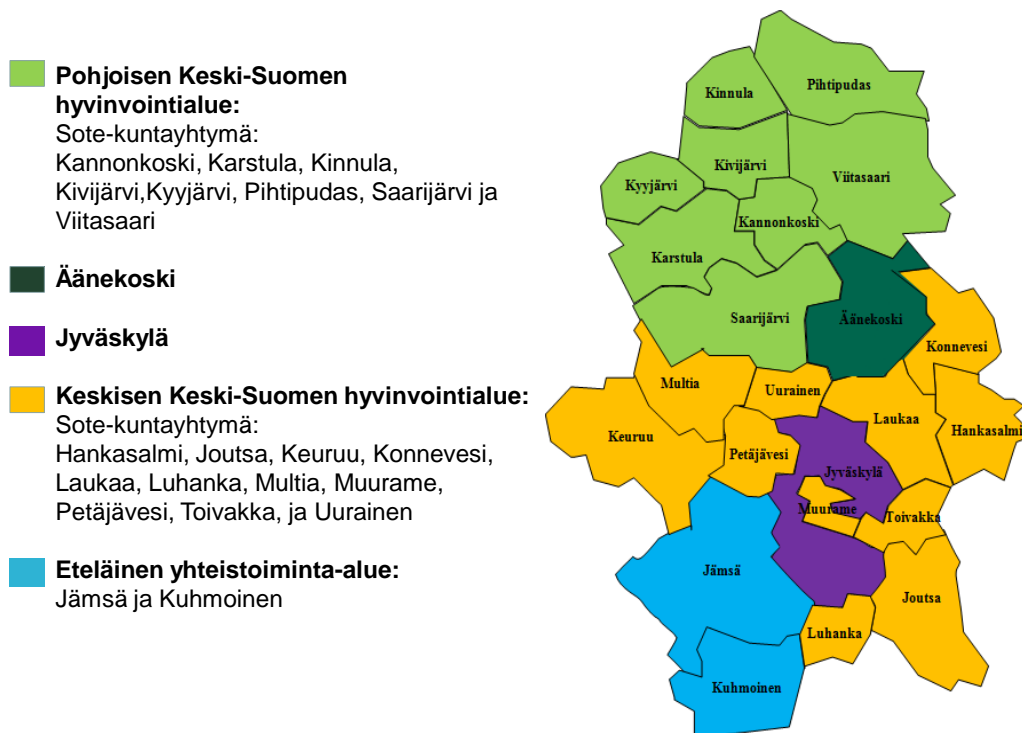 Pohjoisen Keski-Suomen
hyvinvointialue:
Sote-kuntayhtymä:
Kannonkoski, Karstula, Kinnula,
Kivijärvi,Kyyjärvi, Pihtipudas, Saarijärvi ja
Viitasaari
Äänekoski
Jyväskylä
Keskisen Keski-Suomen hyvinvointialue:
Sote-kuntayhtymä:
Hankasalmi, Joutsa, Keuruu, Konnevesi,
Laukaa, Luhanka, Multia, Muurame,
Petäjävesi, Toivakka, ja Uurainen
Eteläinen yhteistoiminta-alue:
Jämsä ja Kuhmoinen
Pihtipudas
Kinnula
Kivijärvi
Viitasaari
Kyyjärvi
Kannonkoski
Karstula
Saarijärvi
Äänekoski
Konnevesi
Multia
Uurainen
Laukaa
Hankasalmi
Keuruu
Petäjävesi
Jyväskylä
Muurame
Toivakka
Jämsä
Joutsa
Luhanka
Kuhmoinen